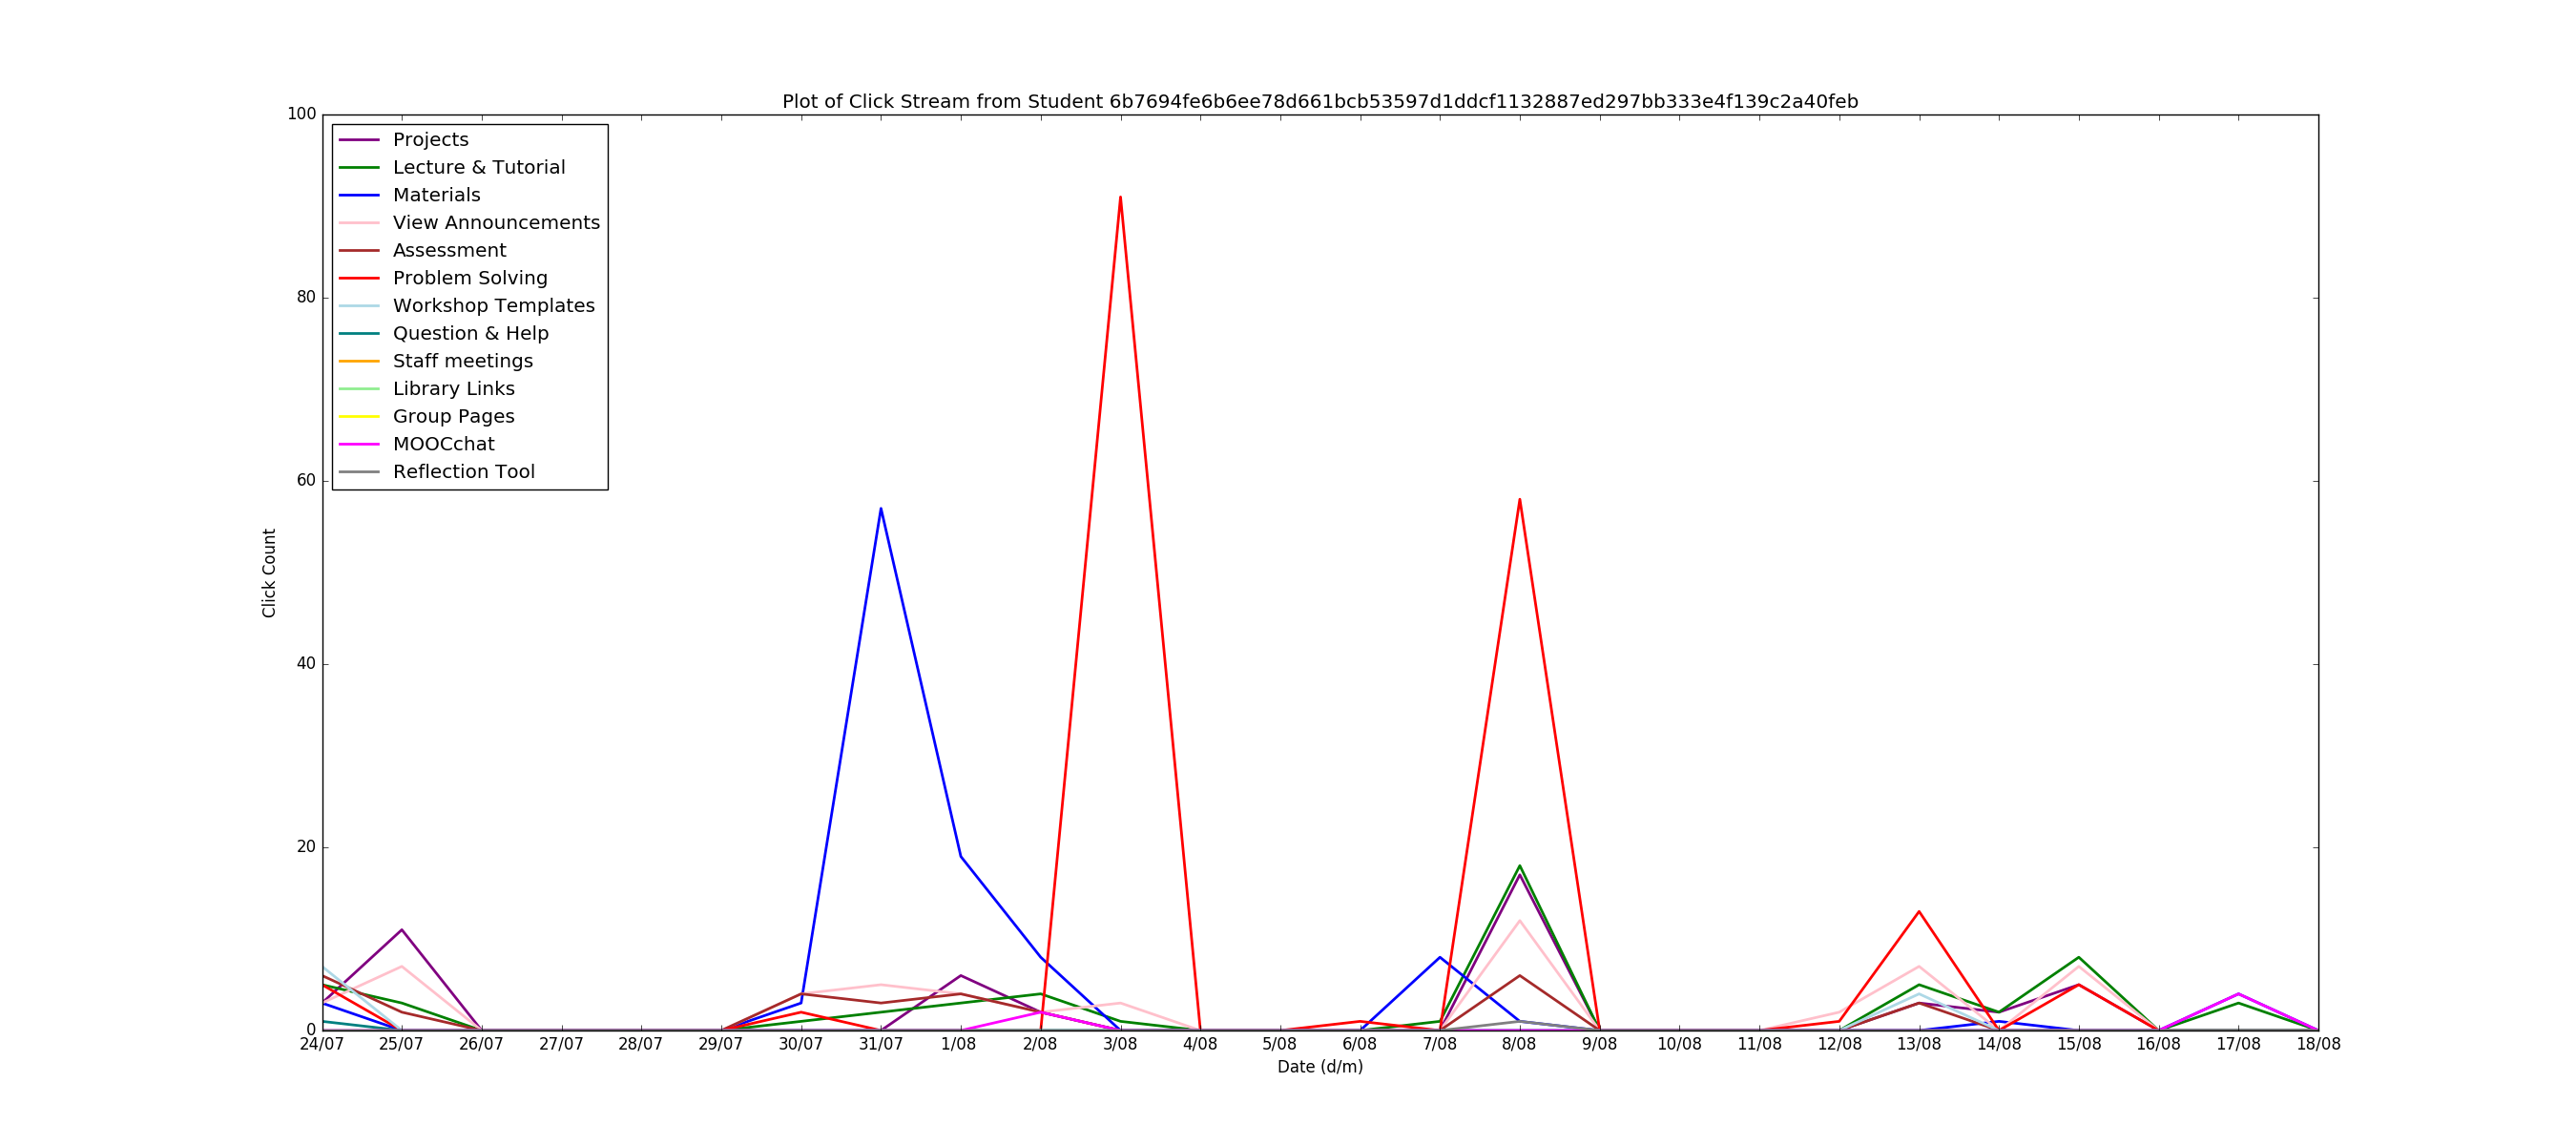 Plot of Click Stream from Student 6b7694fe6b6ee78d661bcb53597d1ddcf1132887ed297bb333e4f139c2a40feb
100
80
60
40
20
0
Click Count
Projects
Lecture & Tutorial
Materials
View Announcements
Assessment
Problem Solving
Workshop Templates
Question & Help
Staff meetings
Library Links
Group Pages
MOOCchat
Reflection Tool
24/07 25/07 26/07 27/07 28/07 29/07 30/07 31/07 1/08 2/08 3/08 4/08 5/08 6/08 7/08 8/08 9/08 10/08 11/08 12/08 13/08 14/08 15/08 16/08 17/08 18/08
Date (d/m)